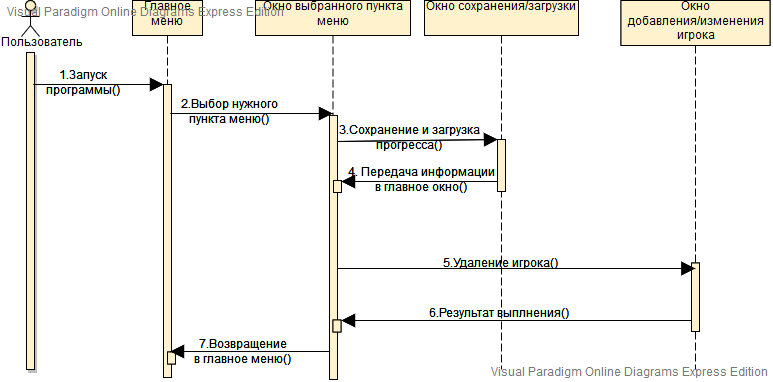 Visual Paradigm Online Diagrams Express Edition
Пользователь
Главное
меню
Окно выбранного пункта
меню
Окно сохранения/загрузки
Окно
добавления/изменения
игрока
1.Запуск
программы()
2.Выбор нужного
пункта меню()
3.Сохранение и загрузка
прогресса()
4. Передача информации
в главное окно()
5.Удаление игрока()
6.Результат выплнения()
7.Возвращение
в главное меню()
Visual Paradigm Online Diagrams Express Edition